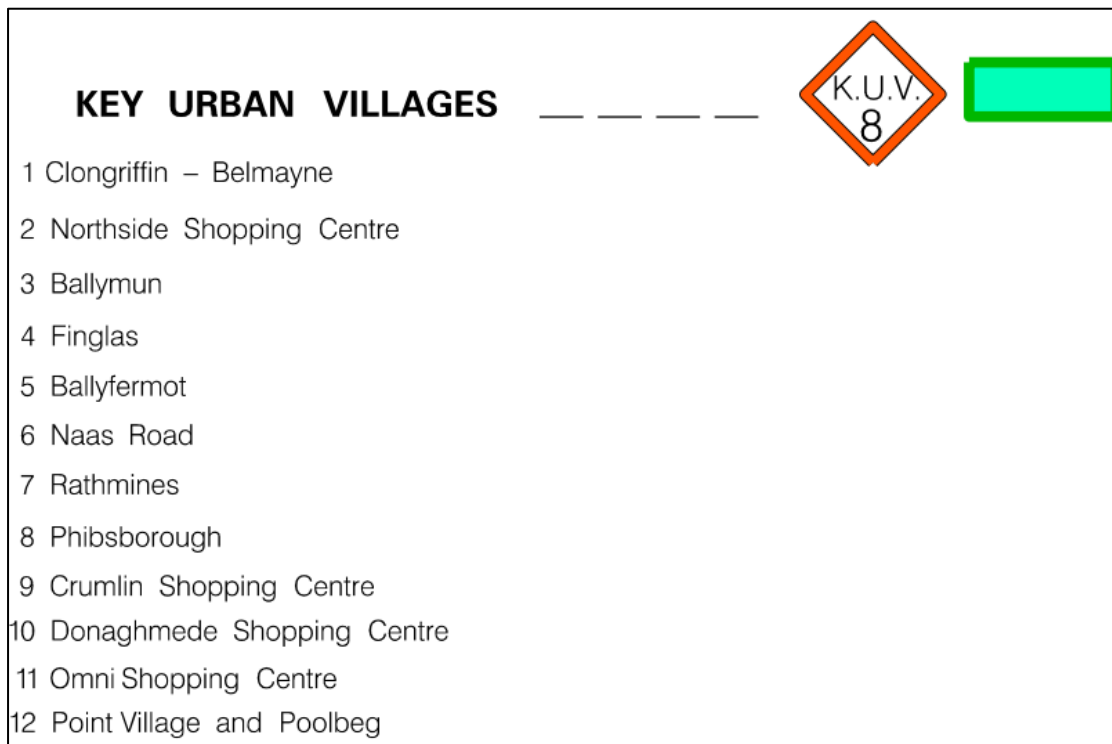 KEY URBAN VILLAGES
K.U.V.
8
1 Clongriffin – Belmayne
2 Northside Shopping Centre
3 Ballymun
4 Finglas
5 Ballyfermot
6 Naas Road
7 Rathmines
8 Phibsborough
9 Crumlin Shopping Centre
10 Donaghmede Shopping Centre
11 Omni Shopping Centre
12 Point Village and Poolbeg